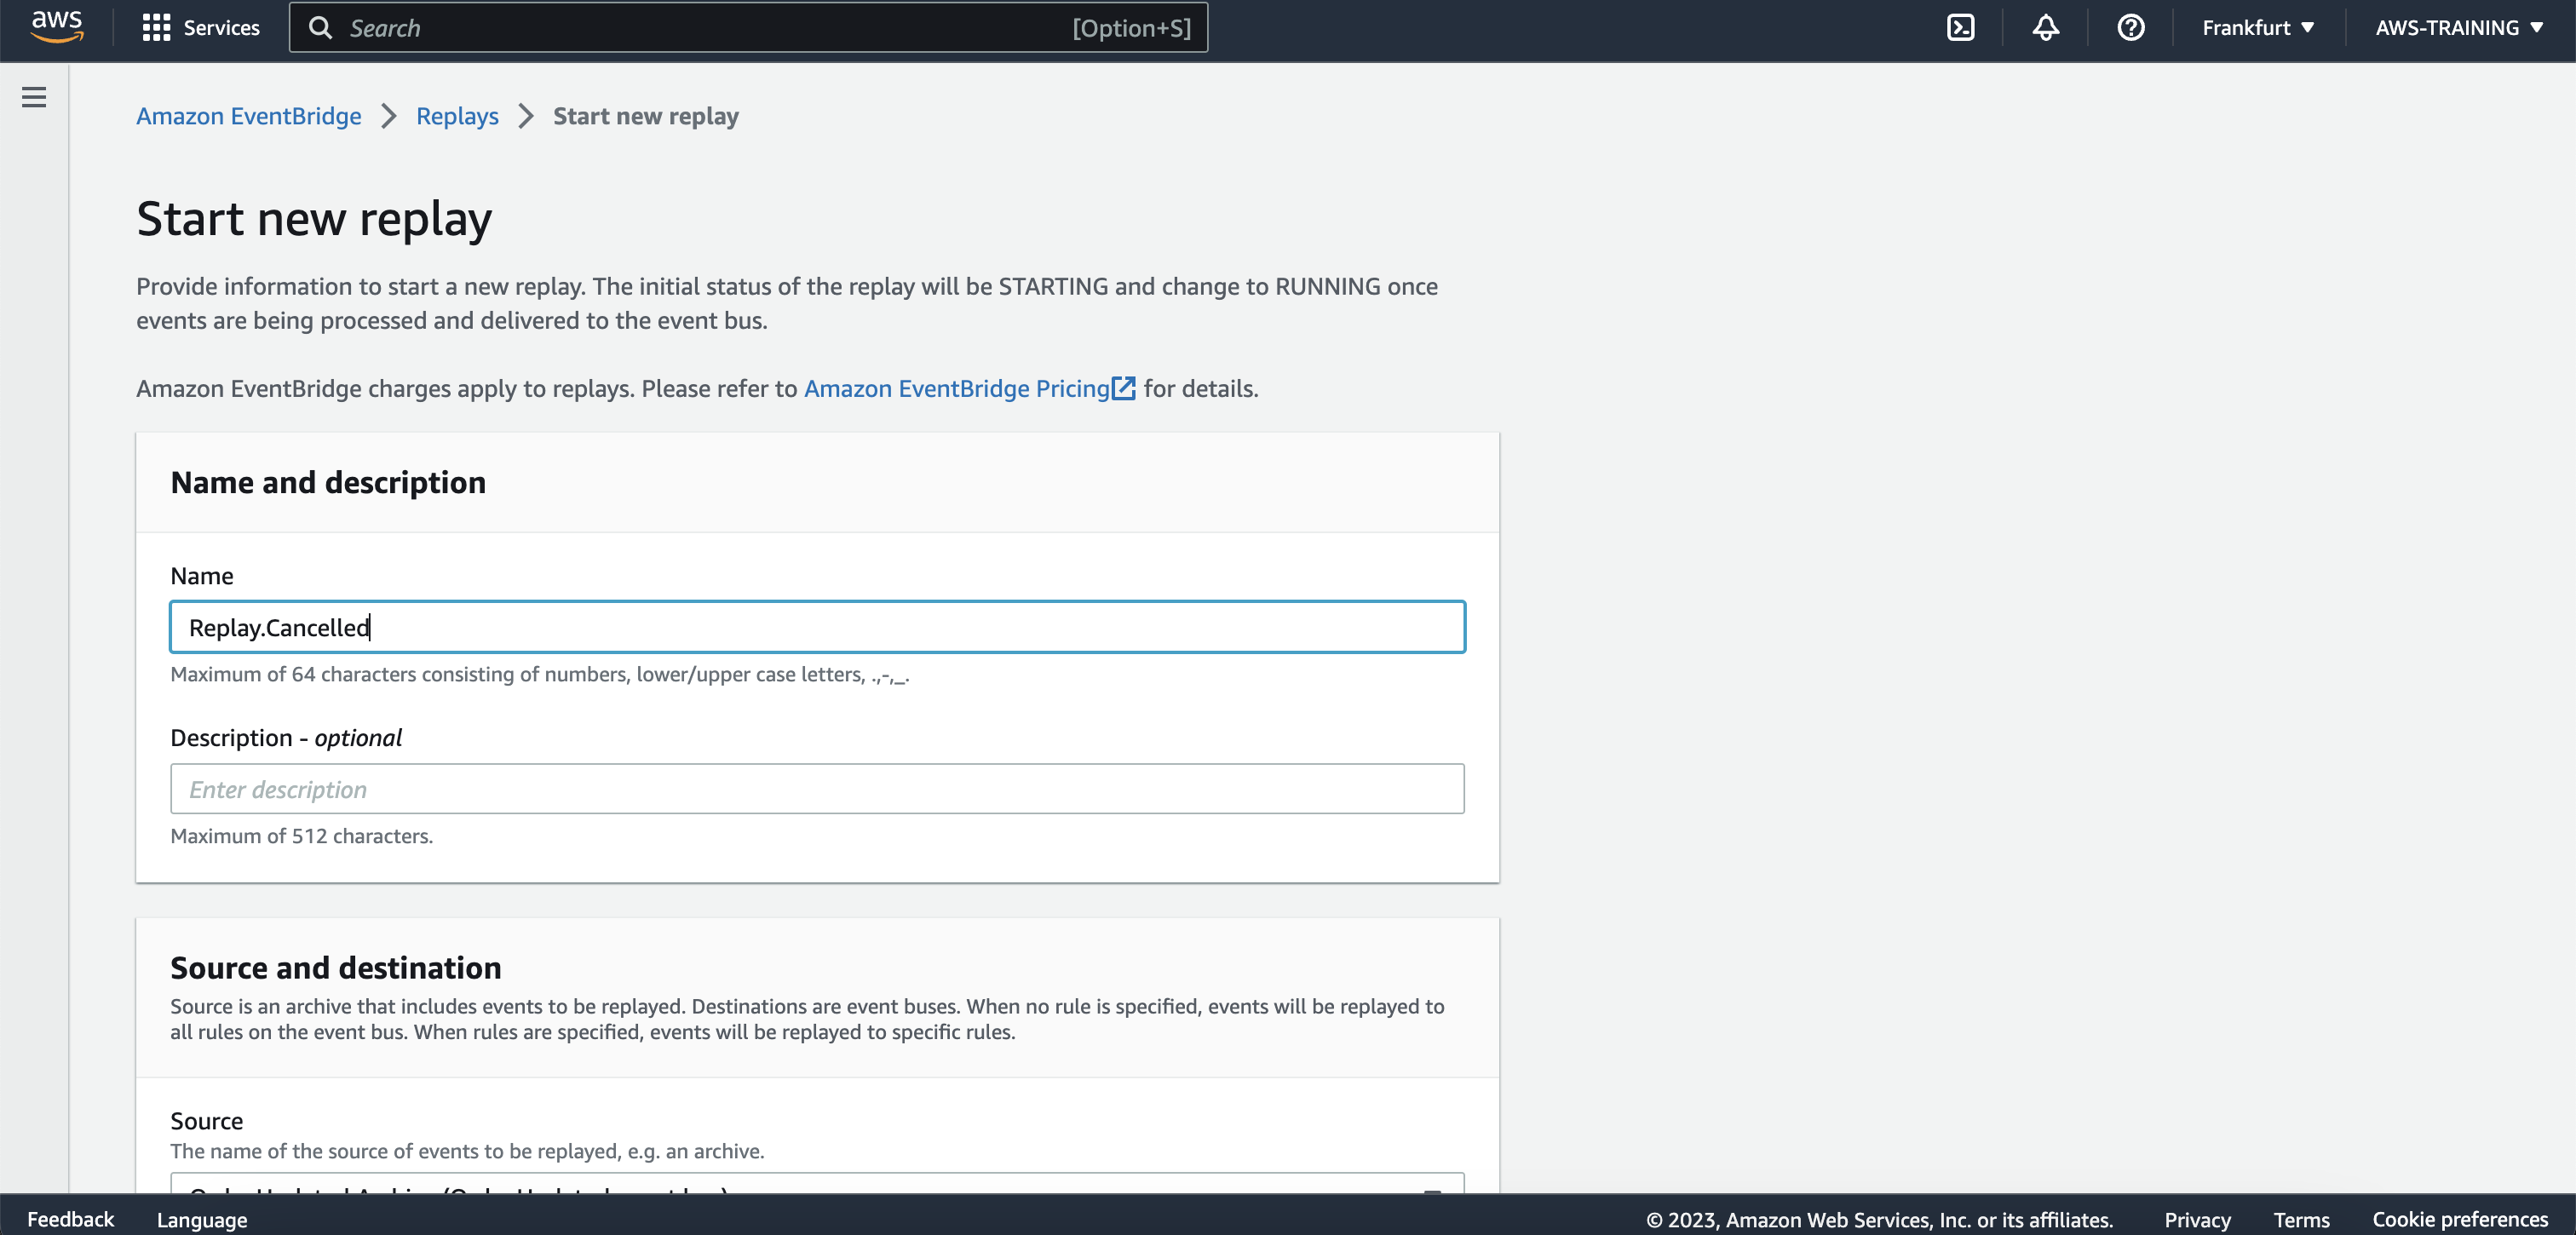 aws Services Search [Option+S] Frankfurt AWS-TRAINING
Amazon EventBridge Replays Start new replay
Start new replay
Provide information to start a new replay. The initial status of the replay will be STARTING and change to RUNNING once
events are being processed and delivered to the event bus.
Amazon EventBridge charges apply to replays. Please refer to Amazon EventBridge Pricing for details.
Name and description
Name
Replay.Cancelled
Maximum of 64 characters consisting of numbers, lower/upper case letters, .,-,_.
Description - optional
Enter description
Maximum of 512 characters.
Source and destination
Source is an archive that includes events to be replayed. Destinations are event buses. When no rule is specified, events will be replayed to
all rules on the event bus. When rules are specified, events will be replayed to specific rules.
Source
The name of the source of events to be replayed, e.g. an archive.
Feedback Language © 2023, Amazon Web Services, Inc. or its affiliates. Privacy Terms Cookie preferences